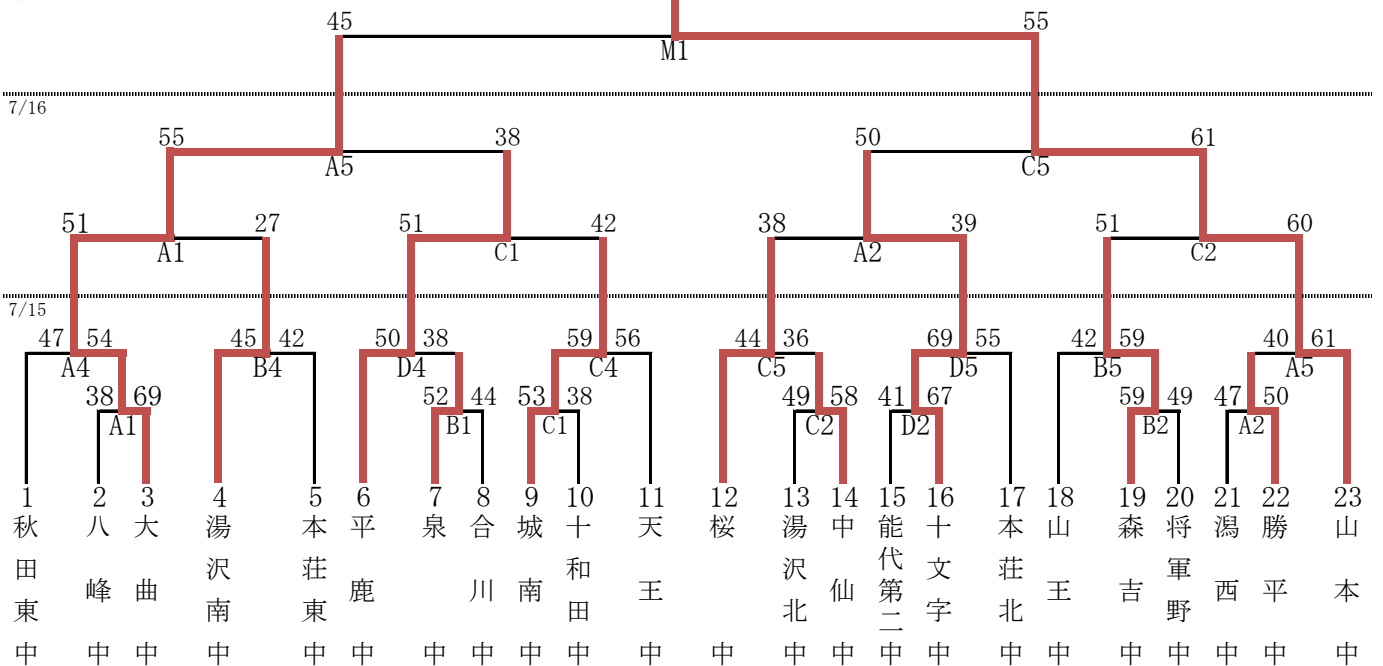 45 55
M1
7/16
55 38 50 61
A5 C5
51 27 51 42 38 39 51 60
A1 C1 A2 C2
7/15
47 54 45 42 50 38 59 56 44 36 69 55 42 59 40 61
A4 B4 D4 C4 C5 D5 B5 A5
38 69 52 44 53 38 49 58 41 67 59 49 47 50
A1 B1 C1 C2 D2 B2 A2
1 2 3 4 5 6 7 8 9 10 11 12 13 14 15 16 17 18 19 20 21 22 23
秋田東中
八峰中
大曲中
湯沢南中
本荘東中
平鹿中
泉中
合川中
城南中
十和田中
天王中
桜中
湯沢北中
中仙中
能代第二中
十文字中
本荘北中
山王中
森吉中
将軍野中
潟西中
勝平中
山本中